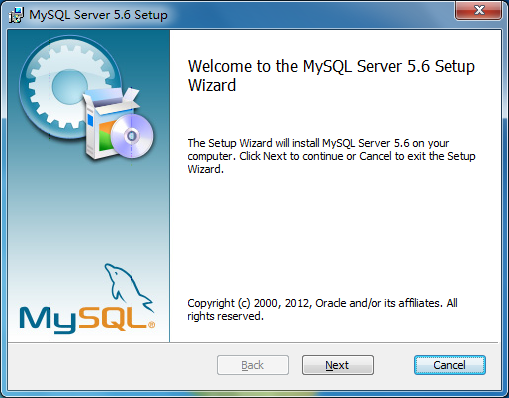 MySQL Server 5.6 Setup
Welcome to the MySQL Server 5.6 Setup
Wizard
The Setup Wizard will install MySQL Server 5.6 on your
computer. Click Next to continue or Cancel to exit the Setup
Wizard.
MySQL®
Copyright (c) 2000, 2012, Oracle and/or its affiliates. All
rights reserved.
Back
Next
Cancel